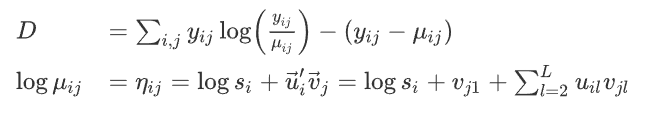 D = ∑_{i,j} y_{ij} log(y_{ij}/μ_{ij}) − (y_{ij} − μ_{ij})
log μ_{ij} = η_{ij} = log s_i + u⃗′_i v⃗_j = log s_i + v_{j1} + ∑_{l=2}^{L} u_{il} v_{jl}